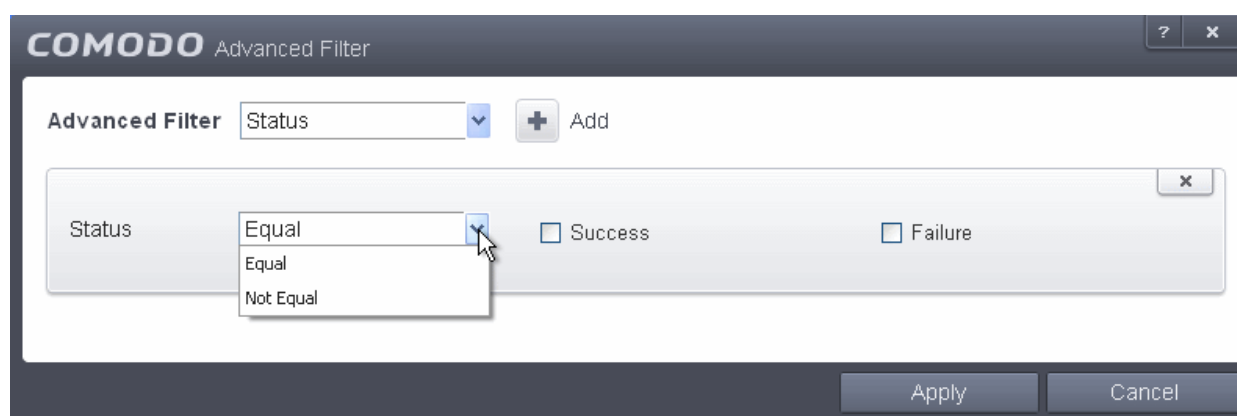 COMODO Advanced Filter ? x
Advanced Filter Status + Add
x
Status Equal Success Failure
Equal
Not Equal
Apply Cancel